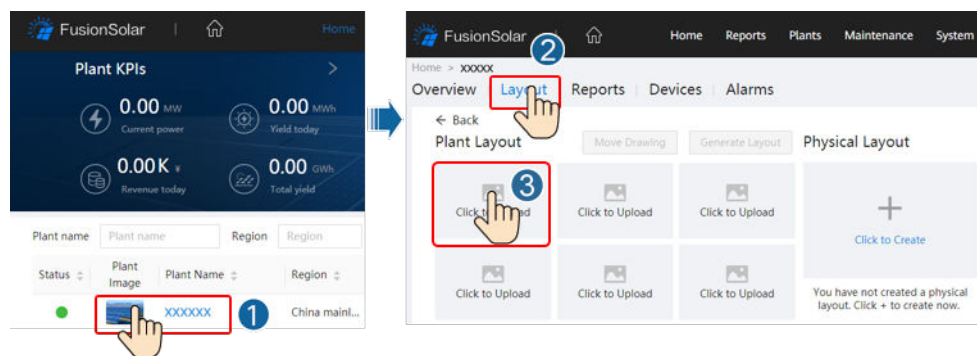 FusionSolar
Home
Plant KPIs
0.00 MW
Current power
0.00 MWh
Yield today
0.00K ¥
Revenue today
0.00 GWh
Total yield
Plant name
Plant name
Region
Region
Status
Plant Image
Plant Name
Region
XXXXXX
1
China mainl...
FusionSolar
2
Home
Reports
Plants
Maintenance
System
Home > XXXXX
Overview
Layout
Reports
Devices
Alarms
← Back
Plant Layout
Move Drawing
Generate Layout
Physical Layout
3
Click to Upload
Click to Upload
Click to Upload
Click to Create
Click to Upload
Click to Upload
Click to Upload
You have not created a physical
layout. Click + to create now.